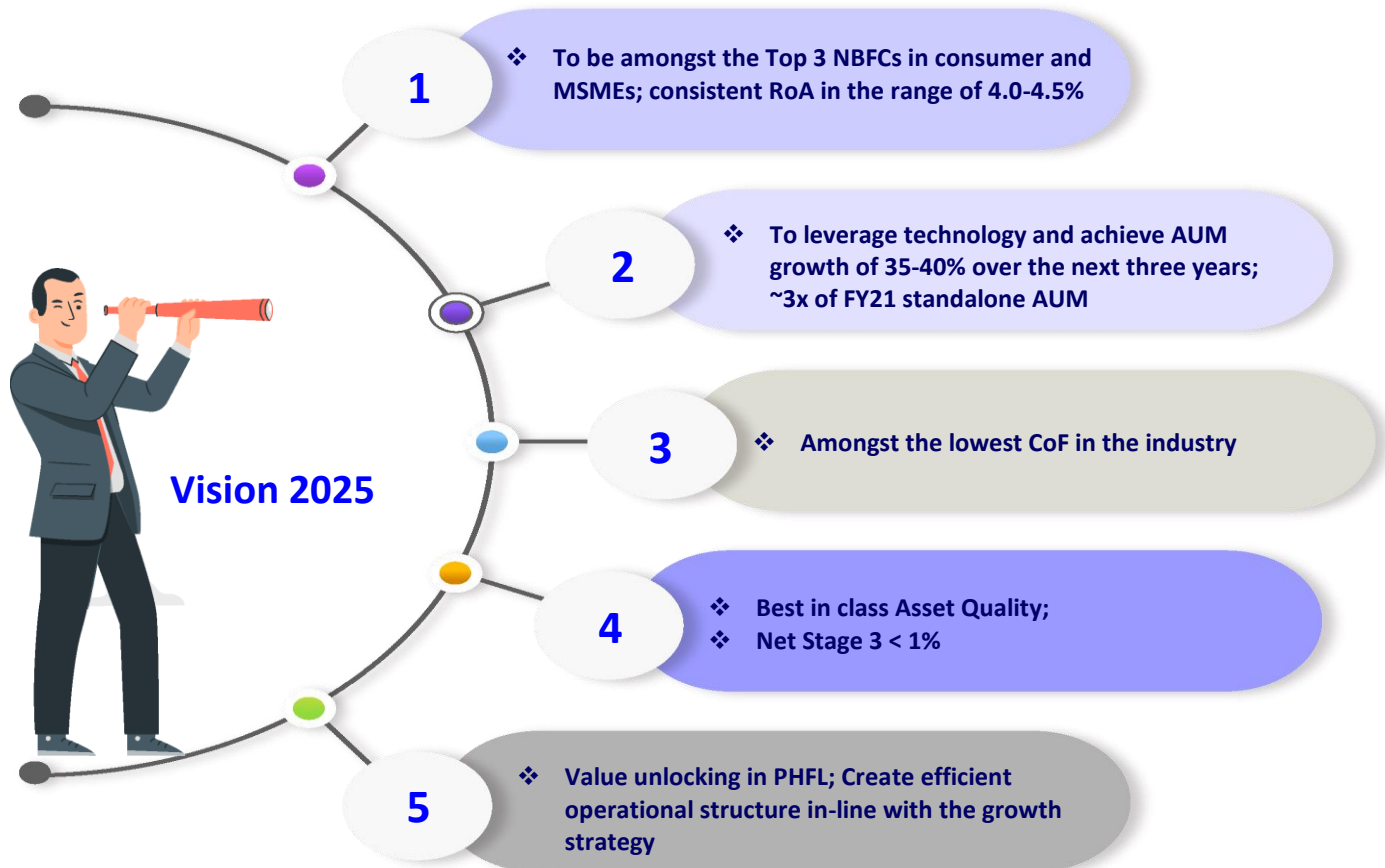 1
❖ To be amongst the Top 3 NBFCs in consumer and
MSMEs; consistent RoA in the range of 4.0-4.5%
2
❖ To leverage technology and achieve AUM
growth of 35-40% over the next three years;
~3x of FY21 standalone AUM
3
❖ Amongst the lowest CoF in the industry
Vision 2025
4
❖ Best in class Asset Quality;
❖ Net Stage 3 < 1%
5
❖ Value unlocking in PHFL; Create efficient
operational structure in-line with the growth
strategy